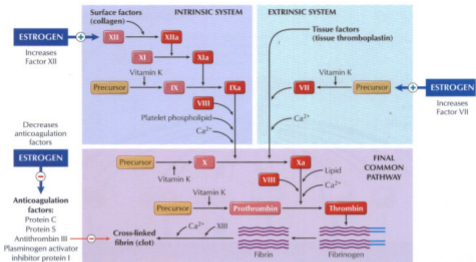 Surface factors
(collagen)
INTRINSIC SYSTEM
EXTRINSIC SYSTEM
ESTROGEN
+
Increases
Factor XII
XII
XIIa
XI
XIa
Vitamin K
Precursor
IX
IXa
VIII
Platelet phospholipid
Ca2+
Tissue factors
(tissue thromboplastin)
Vitamin K
VII
Precursor
+
ESTROGEN
Increases
Factor VII
Ca2+
Decreases
anticoagulation
factors
ESTROGEN
−
Anticoagulation
factors:
Protein C
Protein S
Antithrombin III
Plasminogen activator
inhibitor protein I
−
FINAL
COMMON
PATHWAY
Precursor
X
Xa
Vitamin K
VIII
Lipid
Ca2+
Vitamin K
Precursor
Prothrombin
Thrombin
Cross-linked
fibrin (clot)
Ca2+
XIII
Fibrin
Fibrinogen